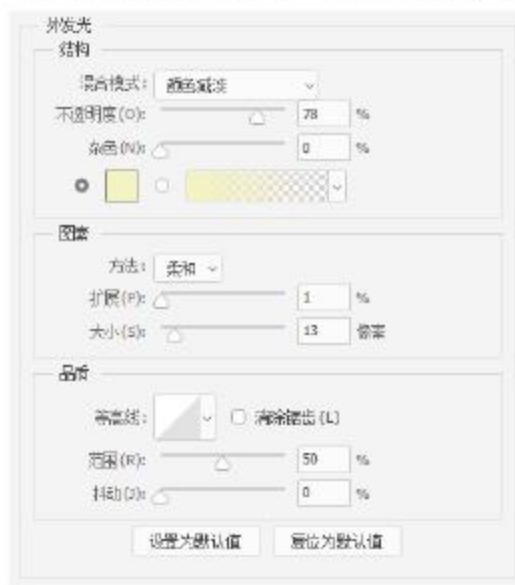 外发光
结构
混合模式: 颜色减淡
不透明度(O): 78 %
杂色(N): 0 %
图素
方法: 柔和
扩展(P): 1 %
大小(S): 13 像素
品质
等高线: 消除锯齿(L)
范围(R): 50 %
抖动(J): 0 %
设置为默认值 复位为默认值